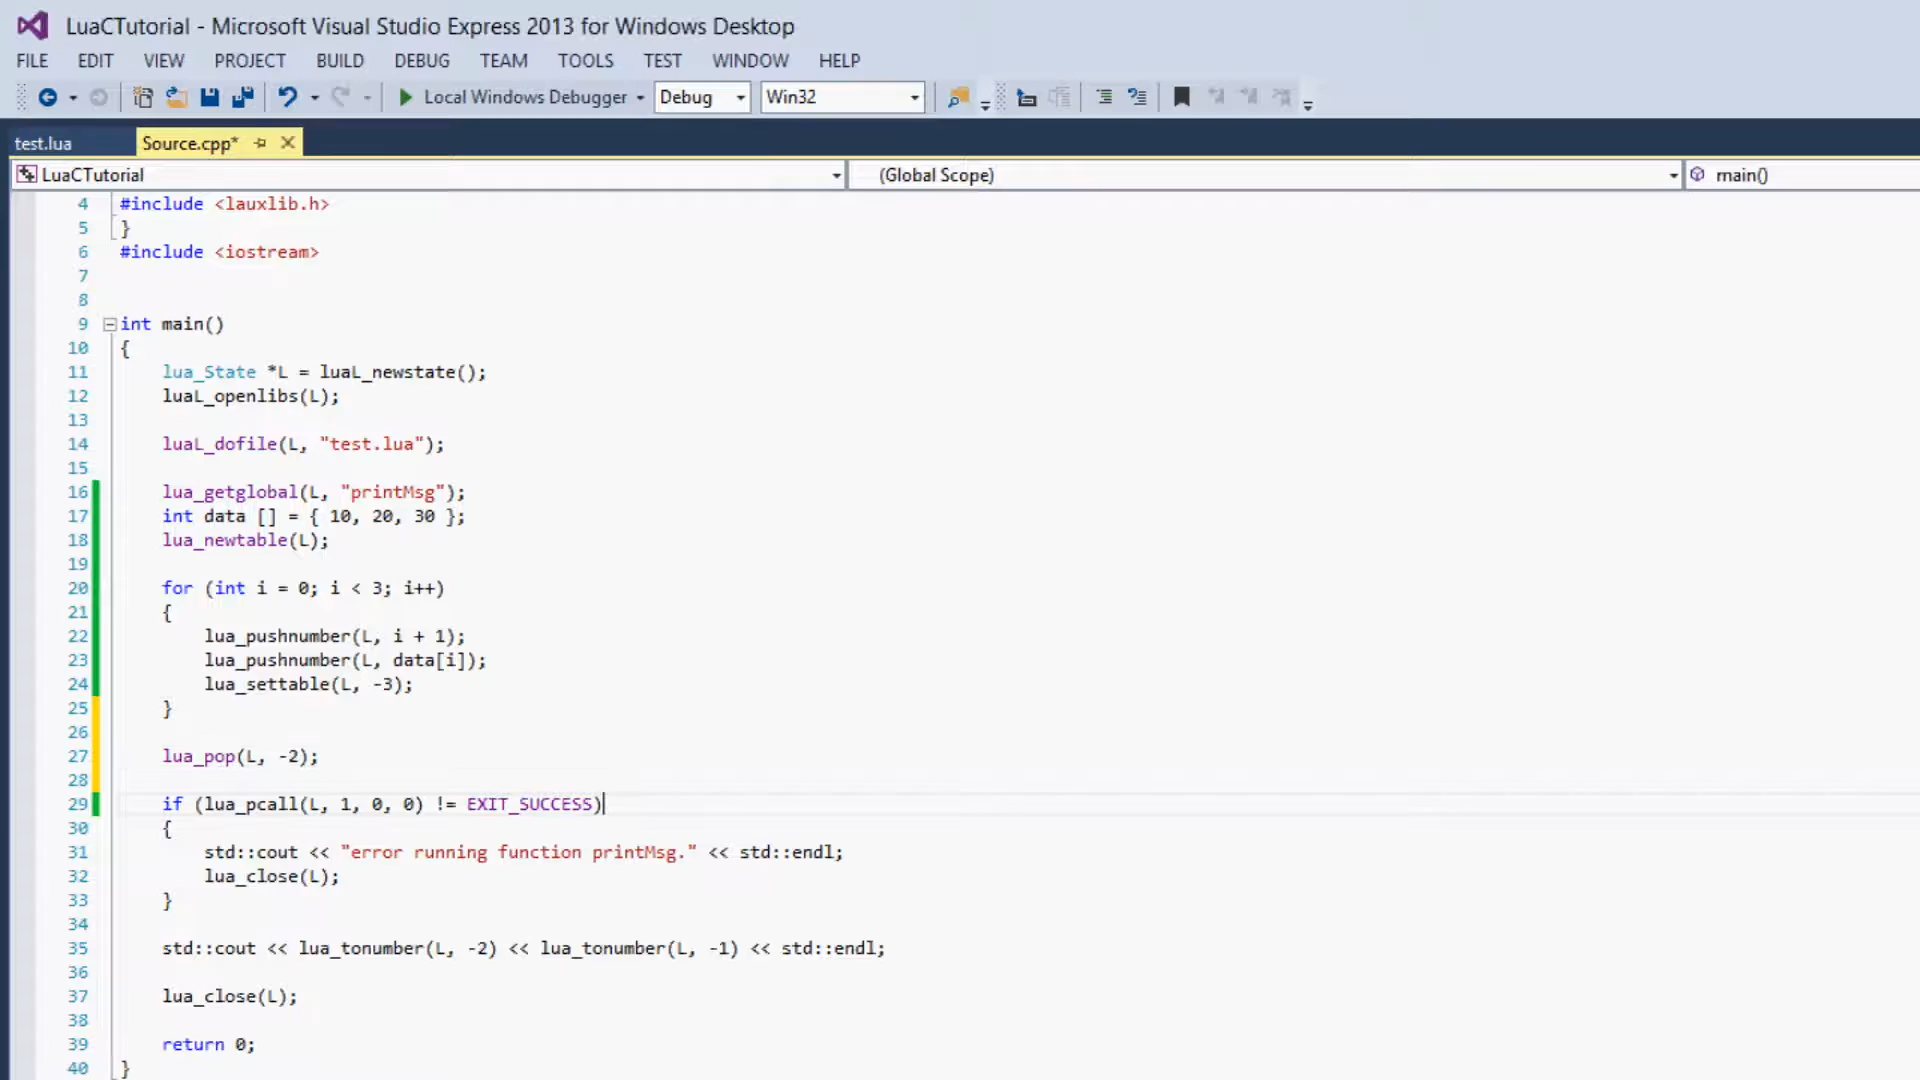 LuaCTutorial - Microsoft Visual Studio Express 2013 for Windows Desktop
FILE EDIT VIEW PROJECT BUILD DEBUG TEAM TOOLS TEST WINDOW HELP
Local Windows Debugger Debug Win32
test.lua Source.cpp*
LuaCTutorial (Global Scope) main()
4 #include <lauxlib.h>
5 }
6 #include <iostream>
7
8
9 int main()
10 {
11 lua_State *L = luaL_newstate();
12 luaL_openlibs(L);
13
14 luaL_dofile(L, "test.lua");
15
16 lua_getglobal(L, "printMsg");
17 int data [] = { 10, 20, 30 };
18 lua_newtable(L);
19
20 for (int i = 0; i < 3; i++)
21 {
22 lua_pushnumber(L, i + 1);
23 lua_pushnumber(L, data[i]);
24 lua_settable(L, -3);
25 }
26
27 lua_pop(L, -2);
28
29 if (lua_pcall(L, 1, 0, 0) != EXIT_SUCCESS)
30 {
31 std::cout << "error running function printMsg." << std::endl;
32 lua_close(L);
33 }
34
35 std::cout << lua_tonumber(L, -2) << lua_tonumber(L, -1) << std::endl;
36
37 lua_close(L);
38
39 return 0;
40 }